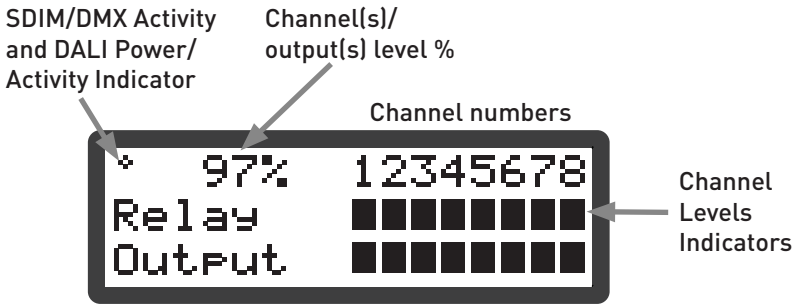 SDIM/DMX Activity
and DALI Power/
Activity Indicator
Channel(s)/
output(s) level %
Channel numbers
° 97% 12345678
Relay
Output
Channel
Levels
Indicators